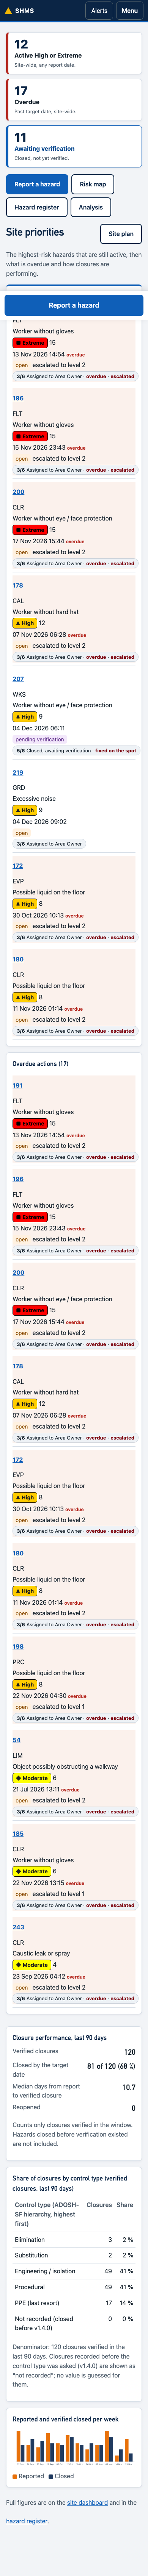 SHMS
Alerts
Menu
12
Active High or Extreme
Site-wide, any report date.
17
Overdue
Past target date, site-wide.
11
Awaiting verification
Closed, not yet verified.
Report a hazard
Risk map
Hazard register
Analysis
Site priorities
Site plan
The highest-risk hazards that are still active, then
what is overdue and how closures are
performing.
Report a hazard
FLT
Worker without gloves
Extreme 15
13 Nov 2026 14:54 overdue
open escalated to level 2
3/6 Assigned to Area Owner · overdue · escalated
196
FLT
Worker without gloves
Extreme 15
15 Nov 2026 23:43 overdue
open escalated to level 2
3/6 Assigned to Area Owner · overdue · escalated
200
CLR
Worker without eye / face protection
Extreme 15
17 Nov 2026 15:44 overdue
open escalated to level 2
3/6 Assigned to Area Owner · overdue · escalated
178
CAL
Worker without hard hat
High 12
07 Nov 2026 06:28 overdue
open escalated to level 2
3/6 Assigned to Area Owner · overdue · escalated
207
WKS
Worker without eye / face protection
High 9
04 Dec 2026 06:11
pending verification
5/6 Closed, awaiting verification · fixed on the spot
219
GRD
Excessive noise
High 9
04 Dec 2026 09:02
open
3/6 Assigned to Area Owner
172
EVP
Possible liquid on the floor
High 8
30 Oct 2026 10:13 overdue
open escalated to level 2
3/6 Assigned to Area Owner · overdue · escalated
180
CLR
Possible liquid on the floor
High 8
11 Nov 2026 01:14 overdue
open escalated to level 2
3/6 Assigned to Area Owner · overdue · escalated
Overdue actions (17)
191
FLT
Worker without gloves
Extreme 15
13 Nov 2026 14:54 overdue
open escalated to level 2
3/6 Assigned to Area Owner · overdue · escalated
196
FLT
Worker without gloves
Extreme 15
15 Nov 2026 23:43 overdue
open escalated to level 2
3/6 Assigned to Area Owner · overdue · escalated
200
CLR
Worker without eye / face protection
Extreme 15
17 Nov 2026 15:44 overdue
open escalated to level 2
3/6 Assigned to Area Owner · overdue · escalated
178
CAL
Worker without hard hat
High 12
07 Nov 2026 06:28 overdue
open escalated to level 2
3/6 Assigned to Area Owner · overdue · escalated
172
EVP
Possible liquid on the floor
High 8
30 Oct 2026 10:13 overdue
open escalated to level 2
3/6 Assigned to Area Owner · overdue · escalated
180
CLR
Possible liquid on the floor
High 8
11 Nov 2026 01:14 overdue
open escalated to level 2
3/6 Assigned to Area Owner · overdue · escalated
198
PRC
Possible liquid on the floor
High 8
22 Nov 2026 04:30 overdue
open escalated to level 1
3/6 Assigned to Area Owner · overdue · escalated
54
LIM
Object possibly obstructing a walkway
Moderate 6
21 Jul 2026 13:11 overdue
open escalated to level 2
3/6 Assigned to Area Owner · overdue · escalated
185
CLR
Worker without gloves
Moderate 6
22 Nov 2026 13:15 overdue
open escalated to level 1
3/6 Assigned to Area Owner · overdue · escalated
243
CLR
Caustic leak or spray
Moderate 4
23 Sep 2026 04:12 overdue
open escalated to level 2
3/6 Assigned to Area Owner · overdue · escalated
Closure performance, last 90 days
Verified closures 120
Closed by the target date 81 of 120 (68 %)
Median days from report to verified closure 10.7
Reopened 0
Counts only closures verified in the window.
Hazards closed before verification existed
are not included.
Share of closures by control type (verified
closures, last 90 days)
Control type (ADOSH-SF hierarchy, highest first) Closures Share
Elimination 3 2 %
Substitution 2 2 %
Engineering / isolation 49 41 %
Procedural 49 41 %
PPE (last resort) 17 14 %
Not recorded (closed before v1.4.0) 0 0 %
Denominator: 120 closures verified in the
last 90 days. Closures recorded before the
control type was captured (v1.4.0) are shown as
"not recorded"; no value is guessed for
them.
Reported and verified closed per week
Reported Closed
Full figures are on the site dashboard and in the
hazard register.